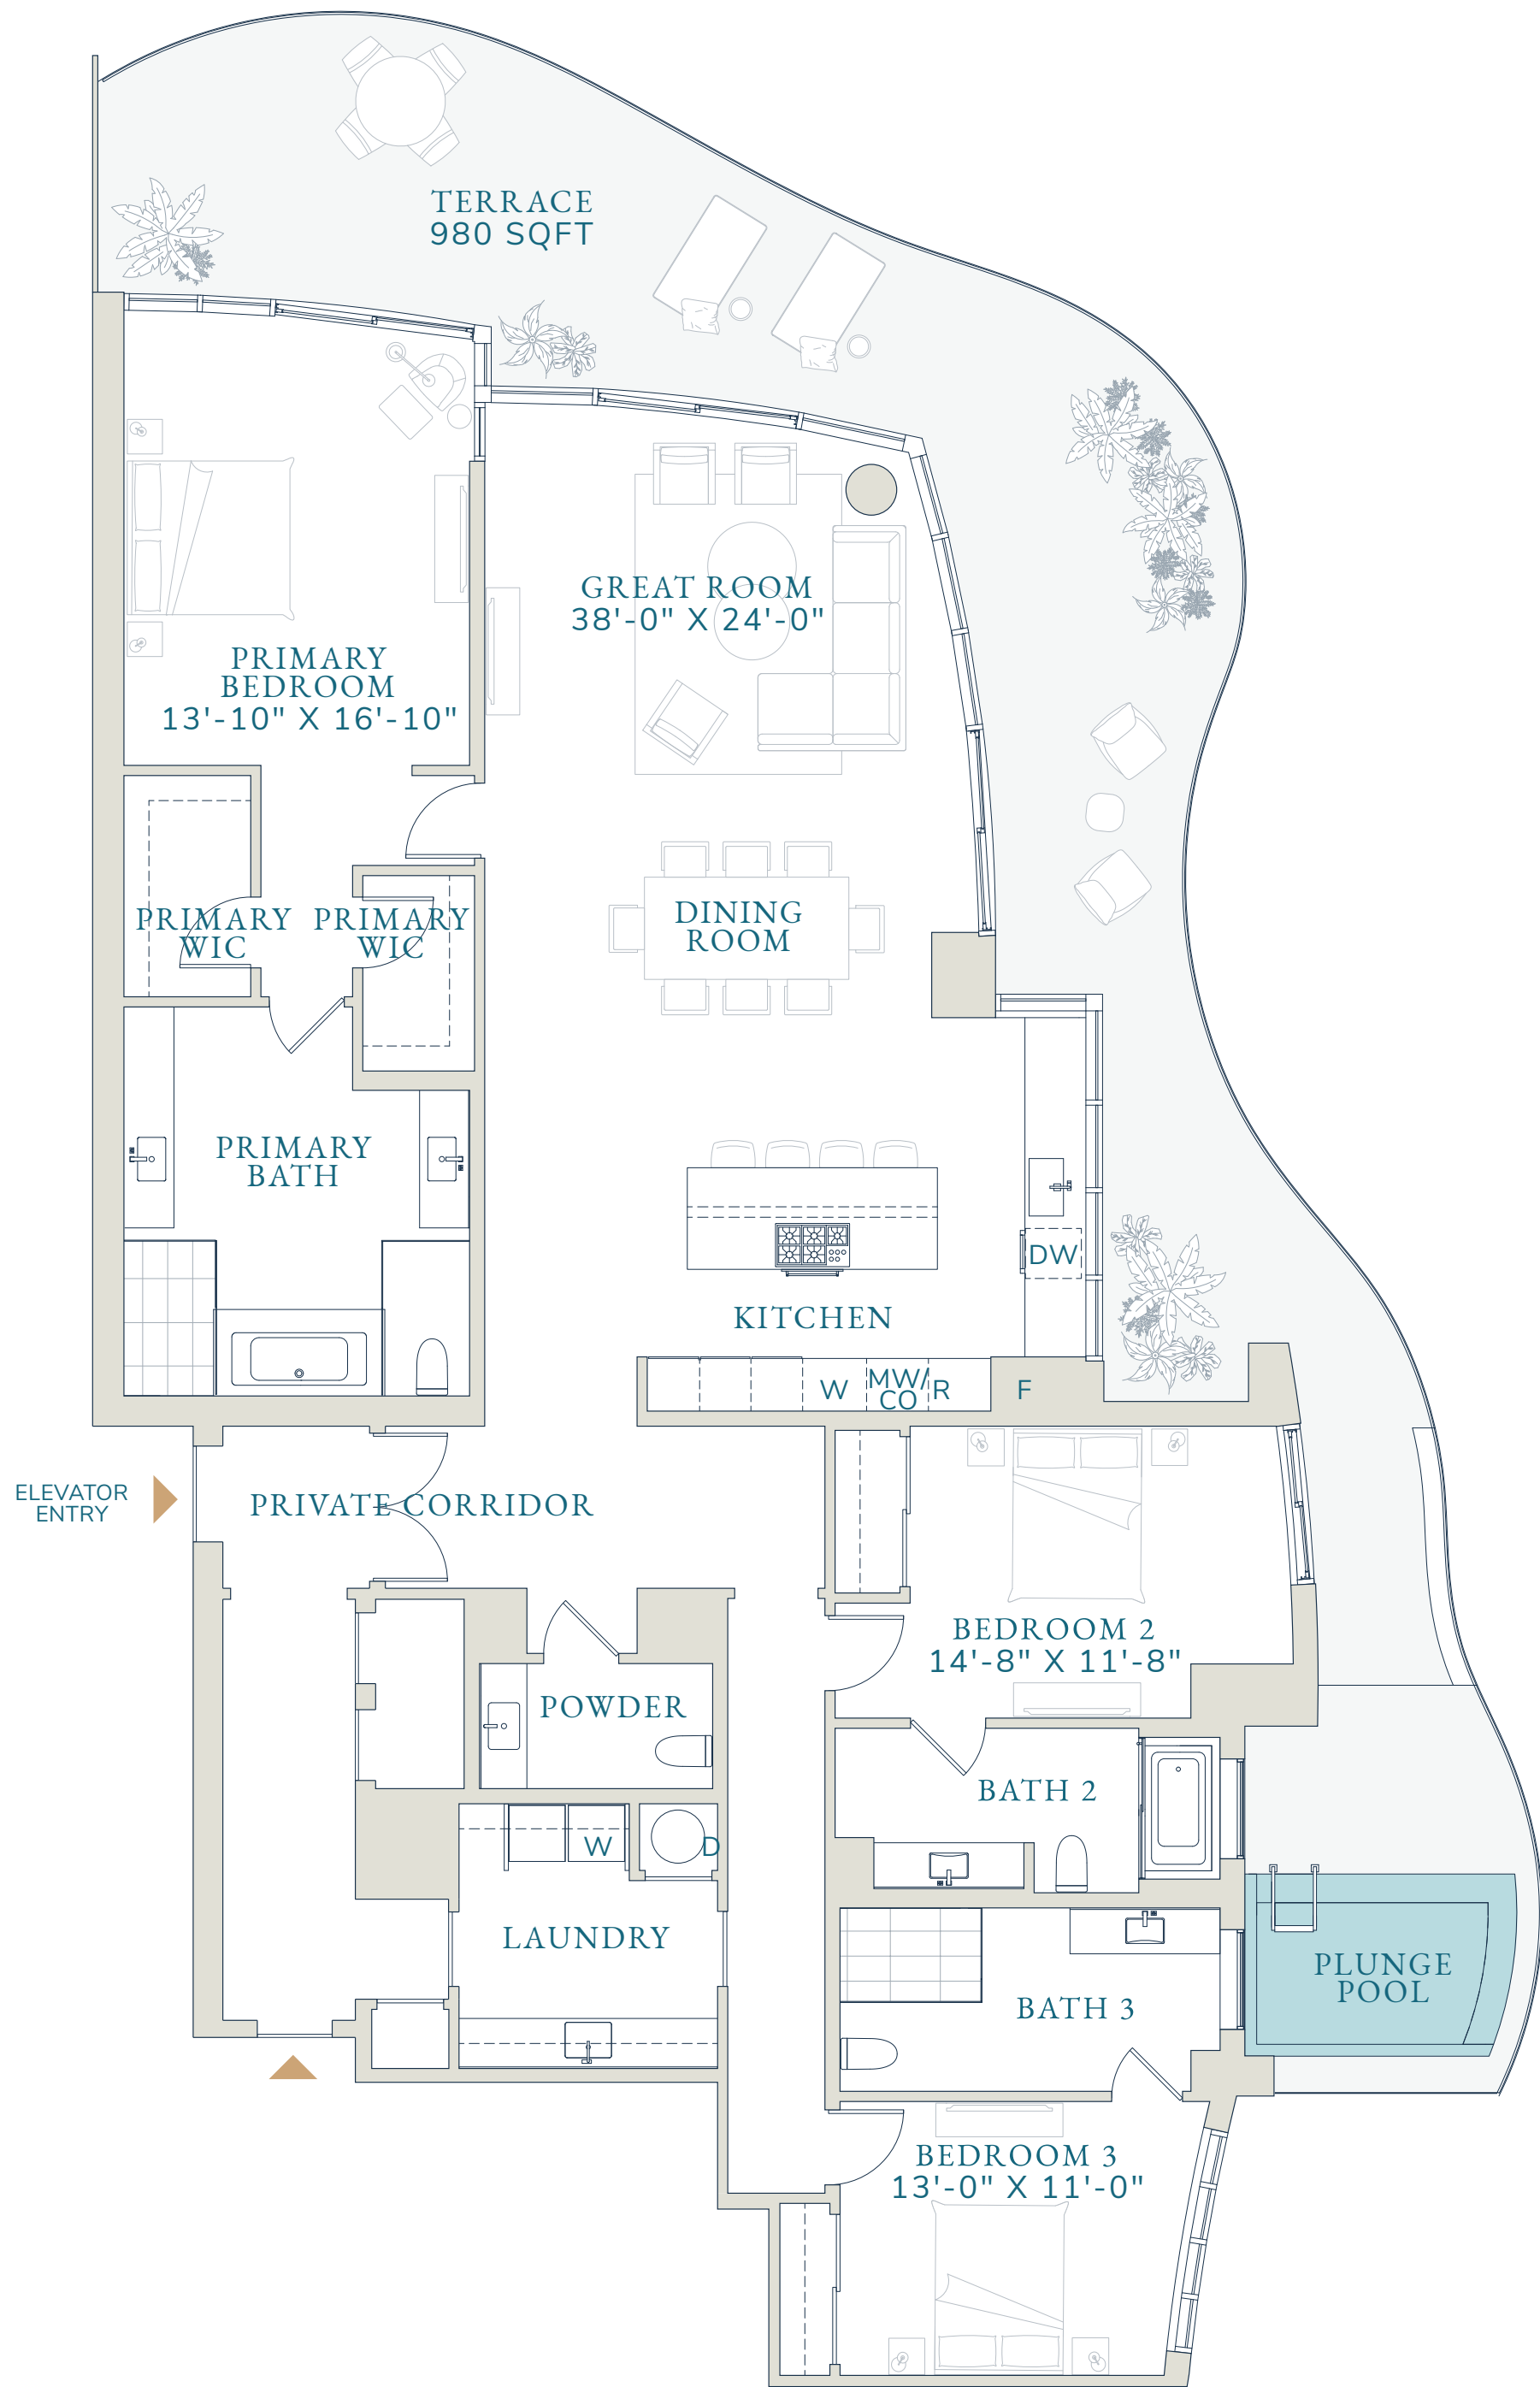 TERRACE
980 SQFT
GREAT ROOM
38'-0" X 24'-0"
PRIMARY
BEDROOM
13'-10" X 16'-10"
PRIMARY
WIC
PRIMARY
WIC
DINING
ROOM
PRIMARY
BATH
DW
KITCHEN
W
MW/
CO
R
F
ELEVATOR
ENTRY
PRIVATE CORRIDOR
BEDROOM 2
14'-8" X 11'-8"
POWDER
BATH 2
W
D
LAUNDRY
PLUNGE
POOL
BATH 3
BEDROOM 3
13'-0" X 11'-0"